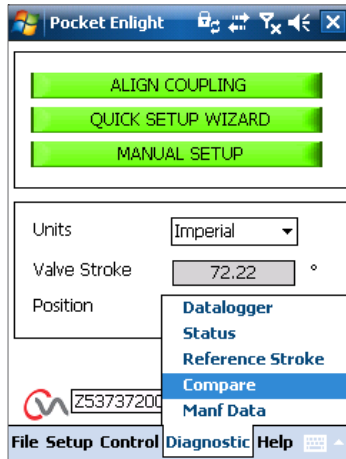 Pocket Enlight
ALIGN COUPLING
QUICK SETUP WIZARD
MANUAL SETUP
Units Imperial
Valve Stroke 72.22 °
Position
Datalogger
Status
Reference Stroke
Compare
Manf Data
Z53737200
File Setup Control Diagnostic Help